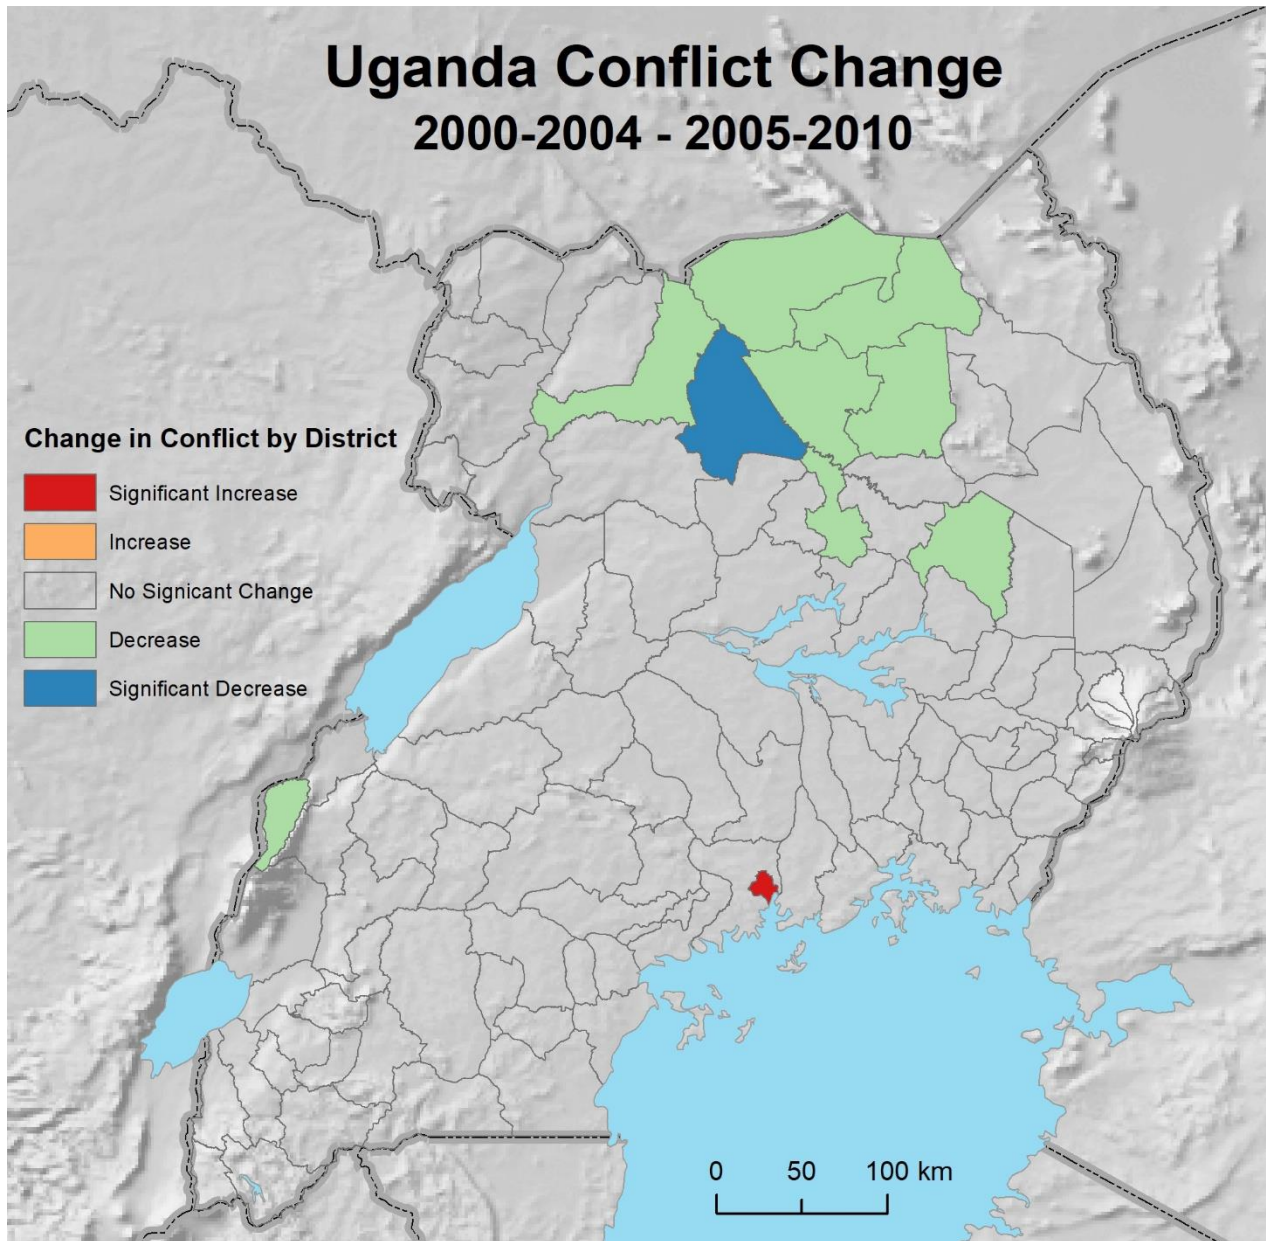 Uganda Conflict Change
2000-2004 - 2005-2010
Change in Conflict by District
Significant Increase
Increase
No Signicant Change
Decrease
Significant Decrease
0 50 100 km